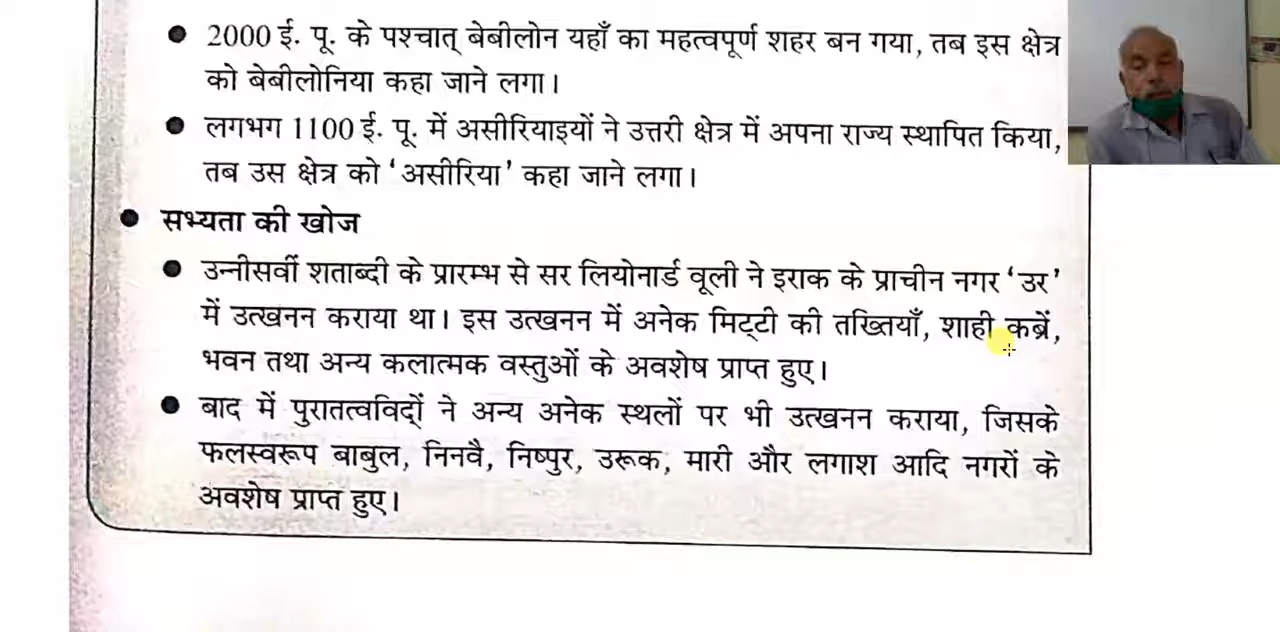 ● 2000 ई. पू. के पश्चात् बेबीलोन यहाँ का महत्वपूर्ण शहर बन गया, तब इस क्षेत्र
को बेबीलोनिया कहा जाने लगा।
● लगभग 1100 ई. पू. में असीरियाइयों ने उत्तरी क्षेत्र में अपना राज्य स्थापित किया,
तब उस क्षेत्र को ‘असीरिया’ कहा जाने लगा।
● सभ्यता की खोज
● उन्नीसवीं शताब्दी के प्रारम्भ से सर लियोनार्ड वूली ने इराक के प्राचीन नगर ‘उर’
में उत्खनन कराया था। इस उत्खनन में अनेक मिट्टी की तख्तियाँ, शाही कब्रें,
भवन तथा अन्य कलात्मक वस्तुओं के अवशेष प्राप्त हुए।
● बाद में पुरातत्वविदों ने अन्य अनेक स्थलों पर भी उत्खनन कराया, जिसके
फलस्वरूप बाबुल, निनवै, निष्पुर, उरूक, मारी और लगाश आदि नगरों के
अवशेष प्राप्त हुए।